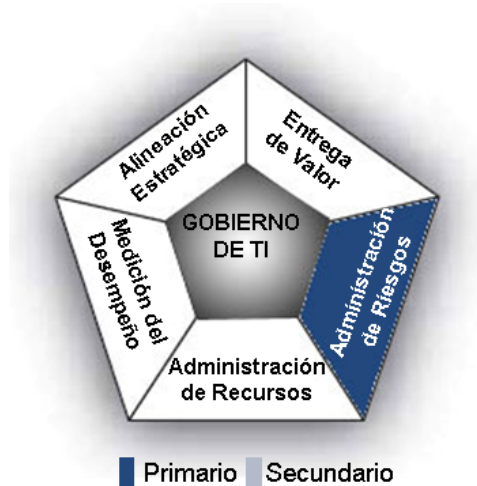 Alineación
Estratégica
Entrega
de Valor
GOBIERNO
DE TI
Medición del
Desempeño
Administración
de Riesgos
Administración
de Recursos
Primario
Secundario